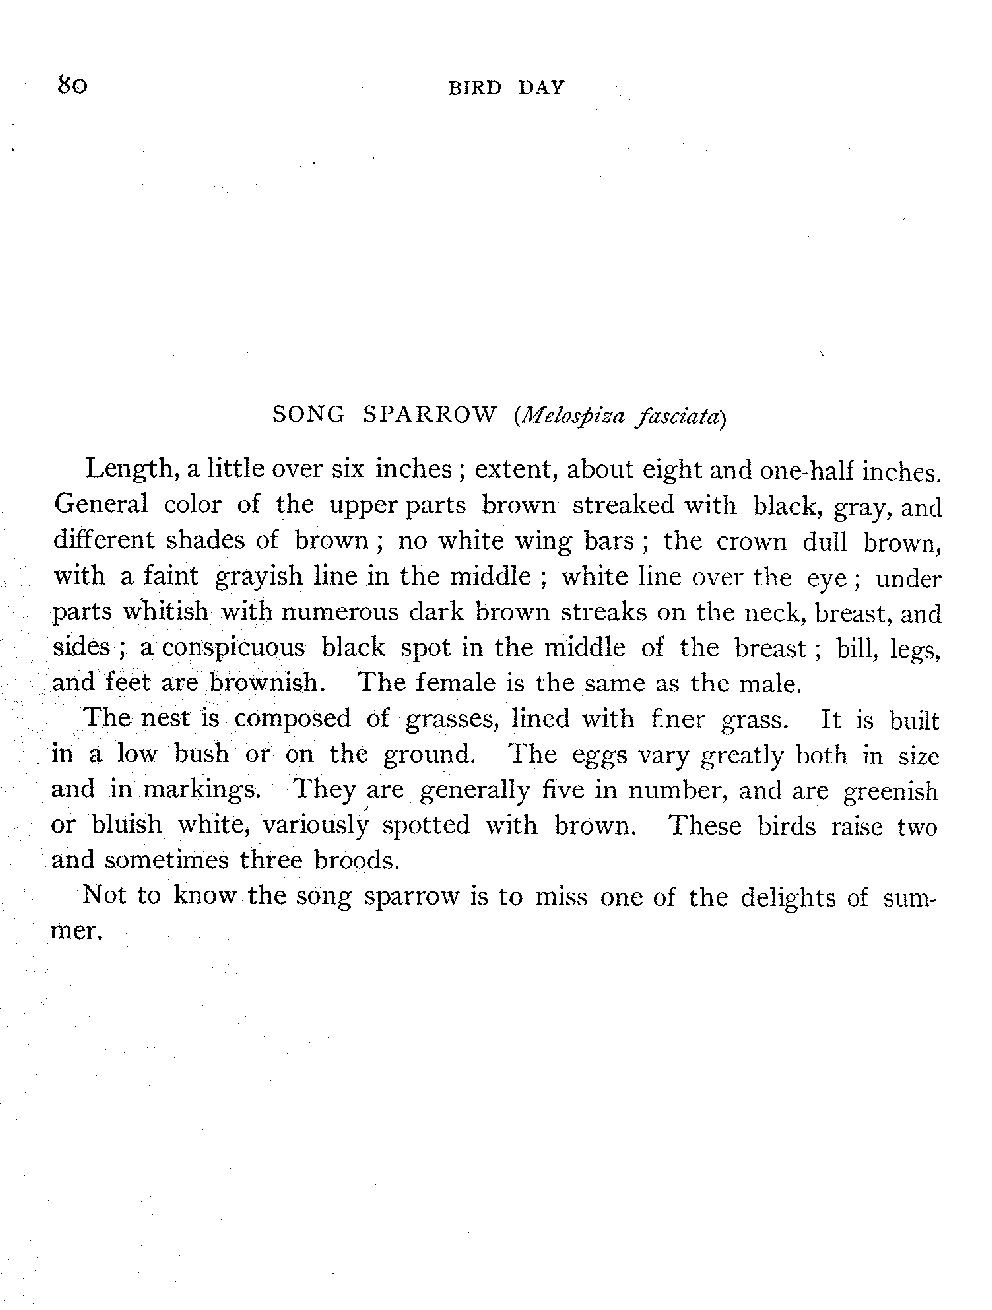 80 BIRD DAY
SONG SPARROW (Melospiza fasciata)
Length, a little over six inches; extent, about eight and one-half inches.
General color of the upper parts brown streaked with black, gray, and
different shades of brown; no white wing bars; the crown dull brown,
with a faint grayish line in the middle; white line over the eye; under
parts whitish with numerous dark brown streaks on the neck, breast, and
sides; a conspicuous black spot in the middle of the breast; bill, legs,
and feet are brownish. The female is the same as the male.
The nest is composed of grasses, lined with finer grass. It is built
in a low bush or on the ground. The eggs vary greatly both in size
and in markings. They are generally five in number, and are greenish
or bluish white, variously spotted with brown. These birds raise two
and sometimes three broods.
Not to know the song sparrow is to miss one of the delights of sum-
mer.